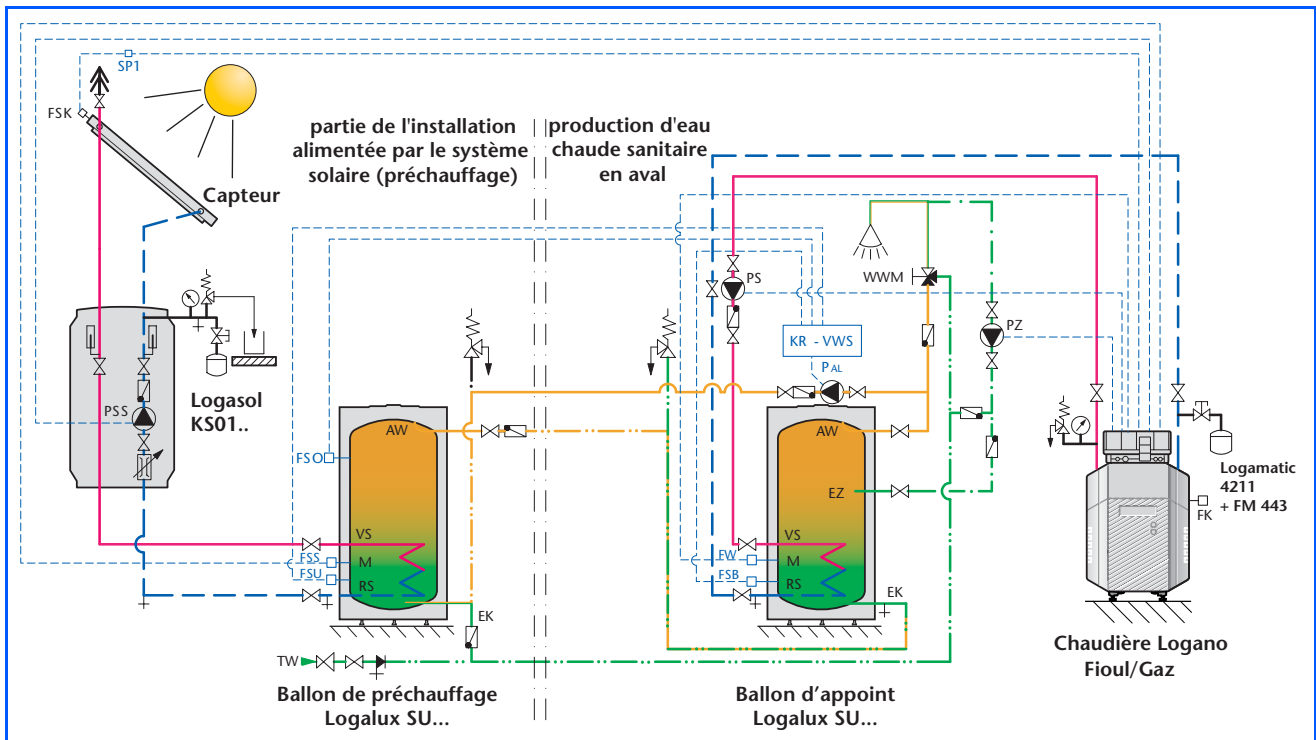 SP1
FSK
partie de l'installation
alimentée par le système
solaire (préchauffage)
production d'eau
chaude sanitaire
en aval
Capteur
WWM
PS
PZ
KR - VWS
PAL
Logasol
KS01..
PSS
AW
FSO
VS
FSS
M
FSU
RS
EK
AW
EZ
VS
FW
M
FSB
RS
EK
Logamatic
4211
+ FM 443
FK
TW
Chaudière Logano
Fioul/Gaz
Ballon de préchauffage
Logalux SU...
Ballon d’appoint
Logalux SU...